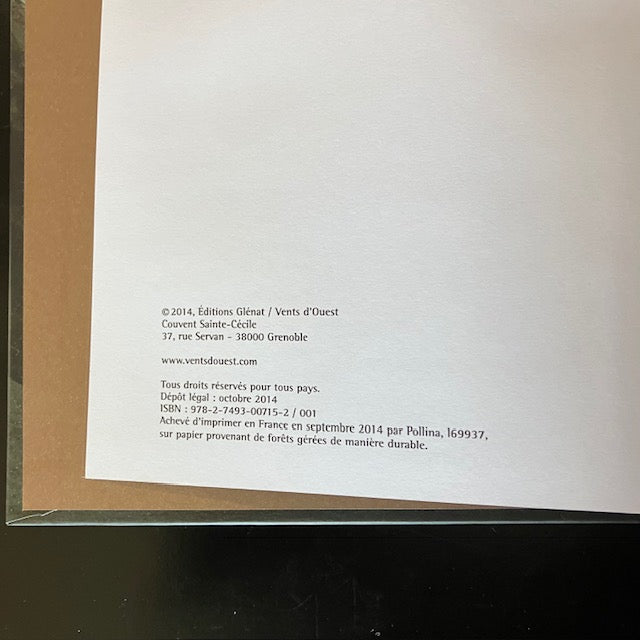 © 2014, Éditions Glénat / Vents d'Ouest
Couvent Sainte-Cécile
37, rue Servan - 38000 Grenoble
www.ventsdouest.com
Tous droits réservés pour tous pays.
Dépôt légal : octobre 2014
ISBN : 978-2-7493-00715-2 / 001
Achevé d'imprimer en France en septembre 2014 par Pollina, l69937,
sur papier provenant de forêts gérées de manière durable.